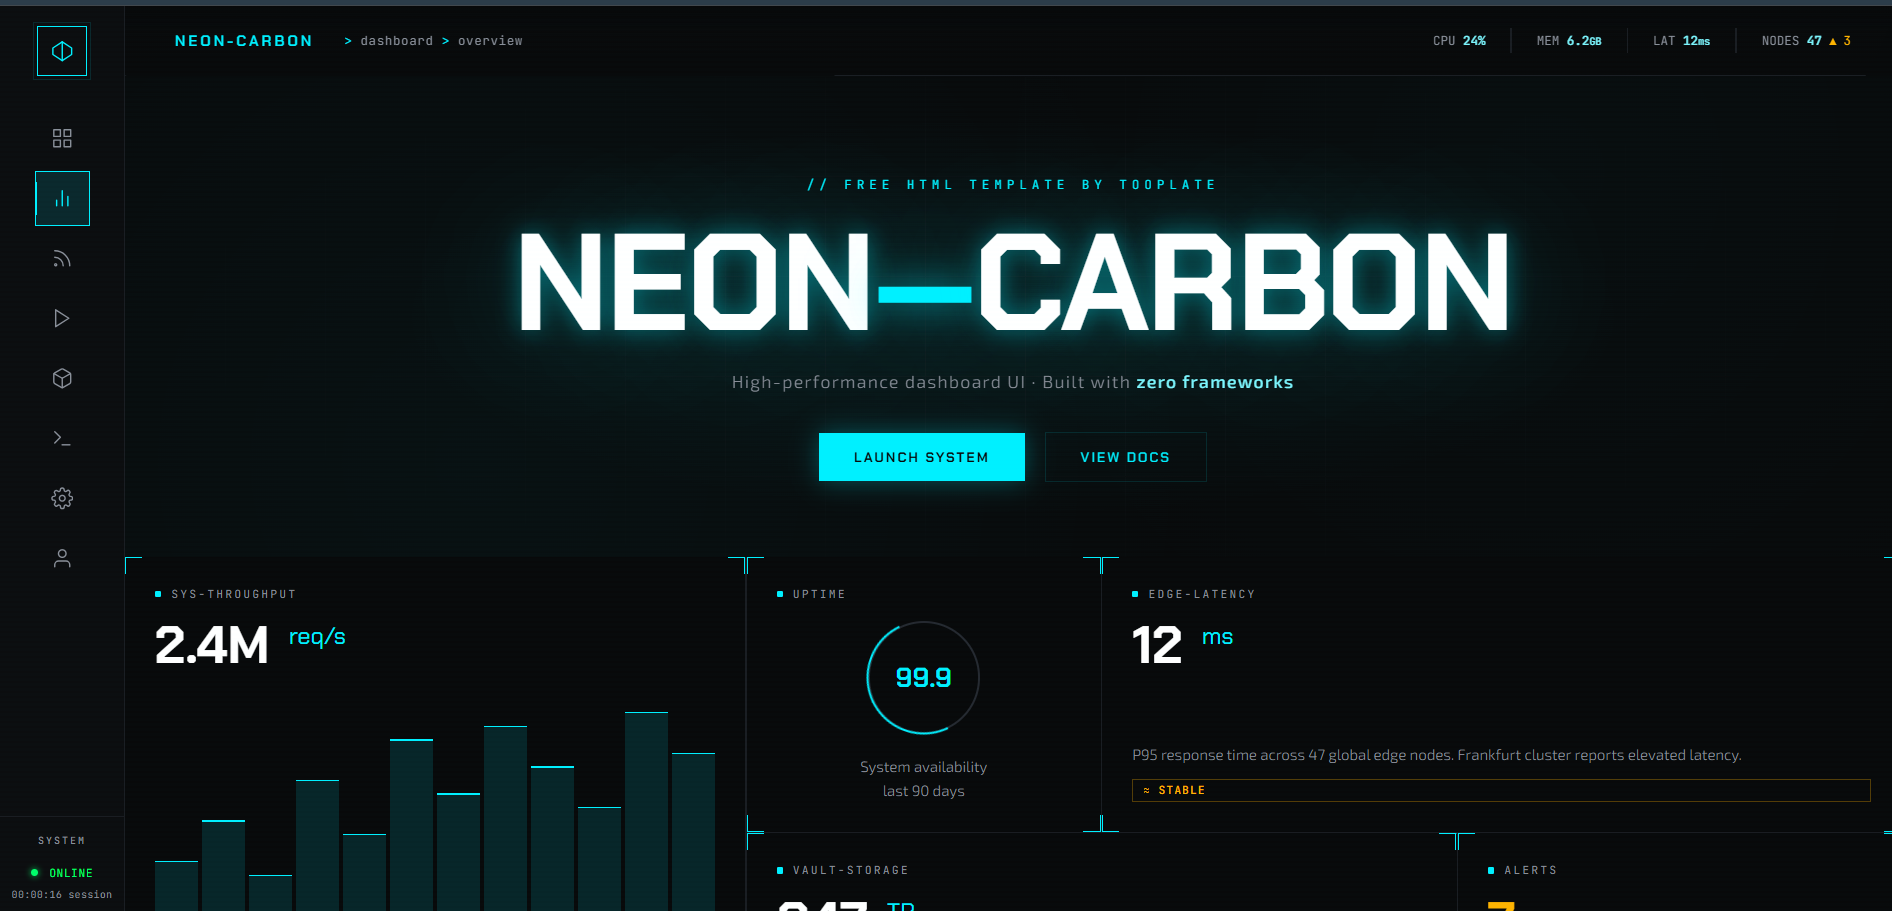 NEON-CARBON
> dashboard > overview
CPU 24%
MEM 6.2GB
LAT 12ms
NODES 47 ▲ 3
// FREE HTML TEMPLATE BY TOOPLATE
NEON—CARBON
High-performance dashboard UI · Built with zero frameworks
LAUNCH SYSTEM
VIEW DOCS
SYS-THROUGHPUT
2.4M req/s
UPTIME
99.9
System availability
last 90 days
EDGE-LATENCY
12 ms
P95 response time across 47 global edge nodes. Frankfurt cluster reports elevated latency.
≈ STABLE
VAULT-STORAGE
ALERTS
SYSTEM
ONLINE
00:00:16 session